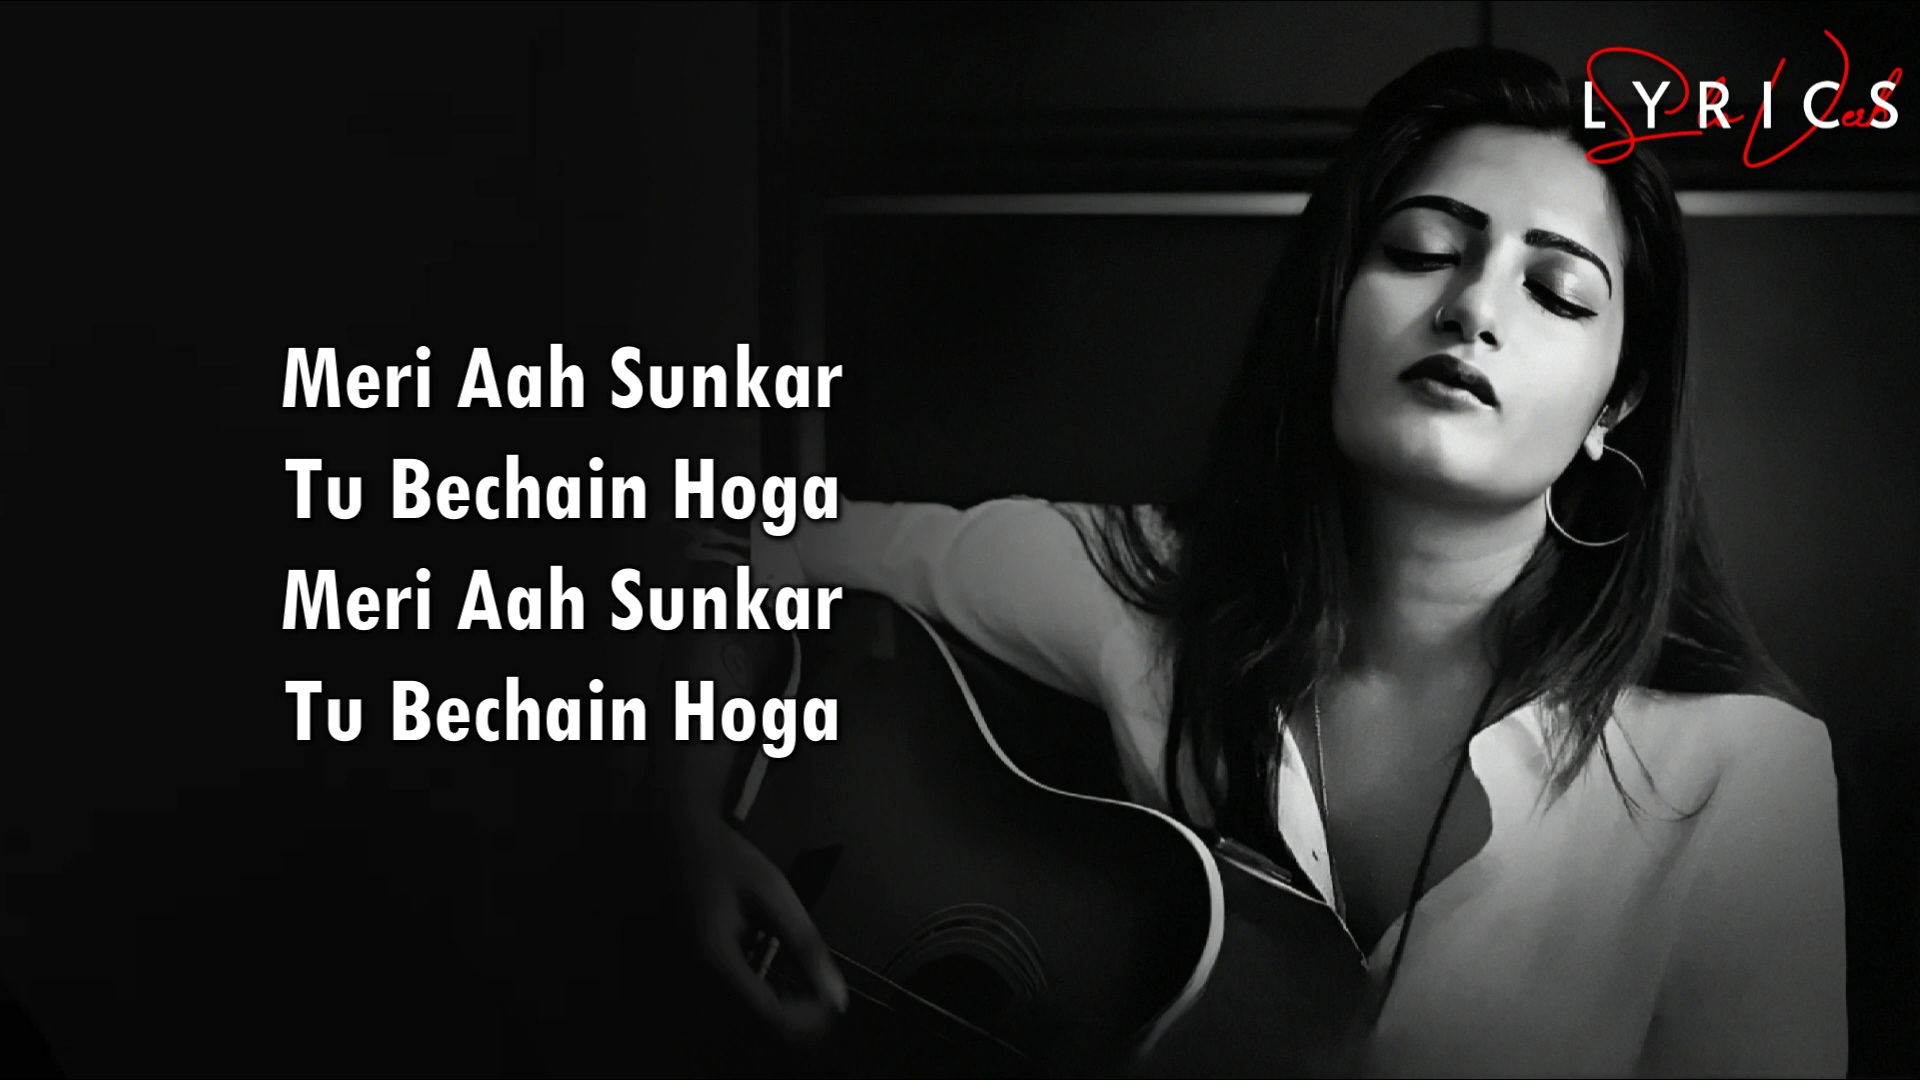 LYRICS
Meri Aah Sunkar
Tu Bechain Hoga
Meri Aah Sunkar
Tu Bechain Hoga